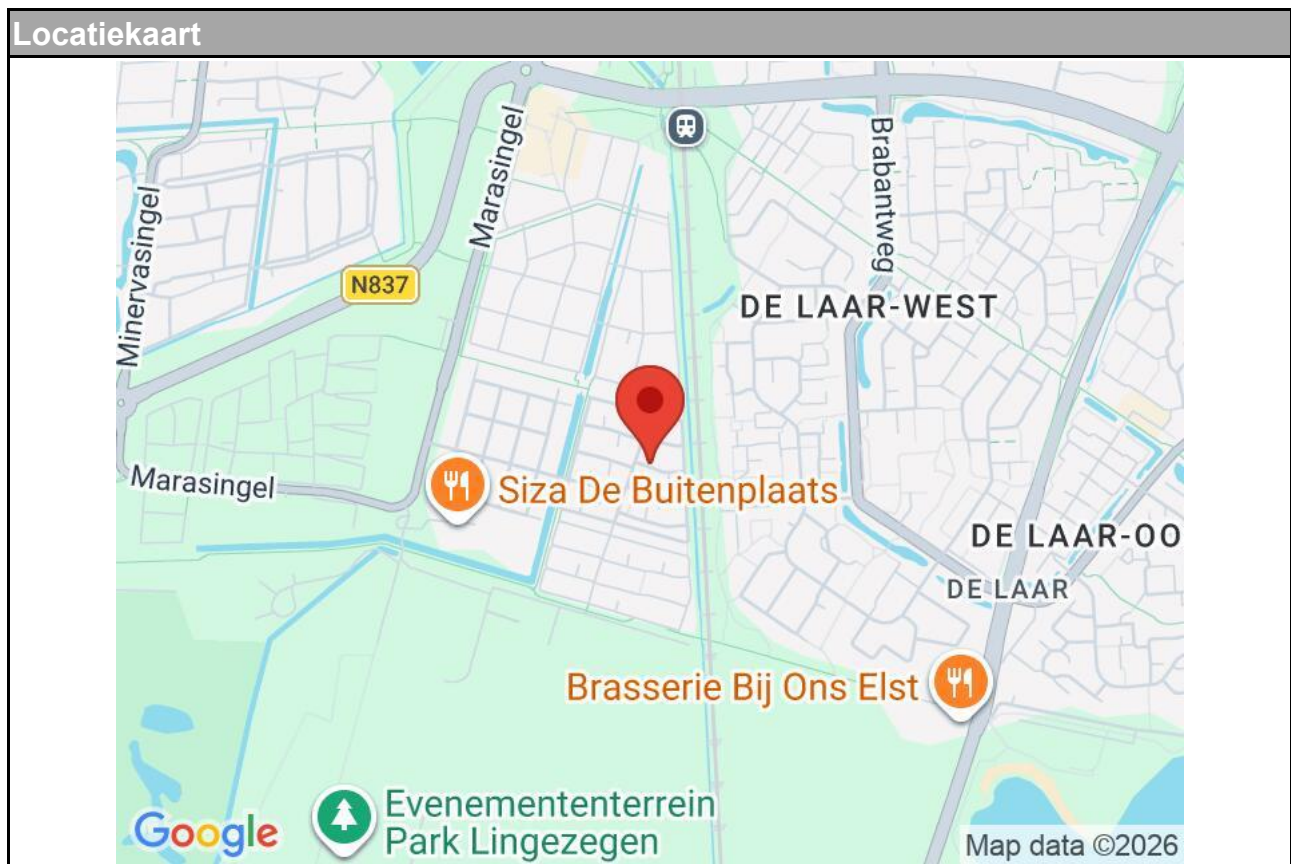 Locatiekaart
Marasingel
Brabantweg
Minervasingel
N837
DE LAAR-WEST
Marasingel
Siza De Buitenplaats
DE LAAR-OO
DE LAAR
Brasserie Bij Ons Elst
Evenemententerrein
Park Lingezegen
Google
Map data ©2026